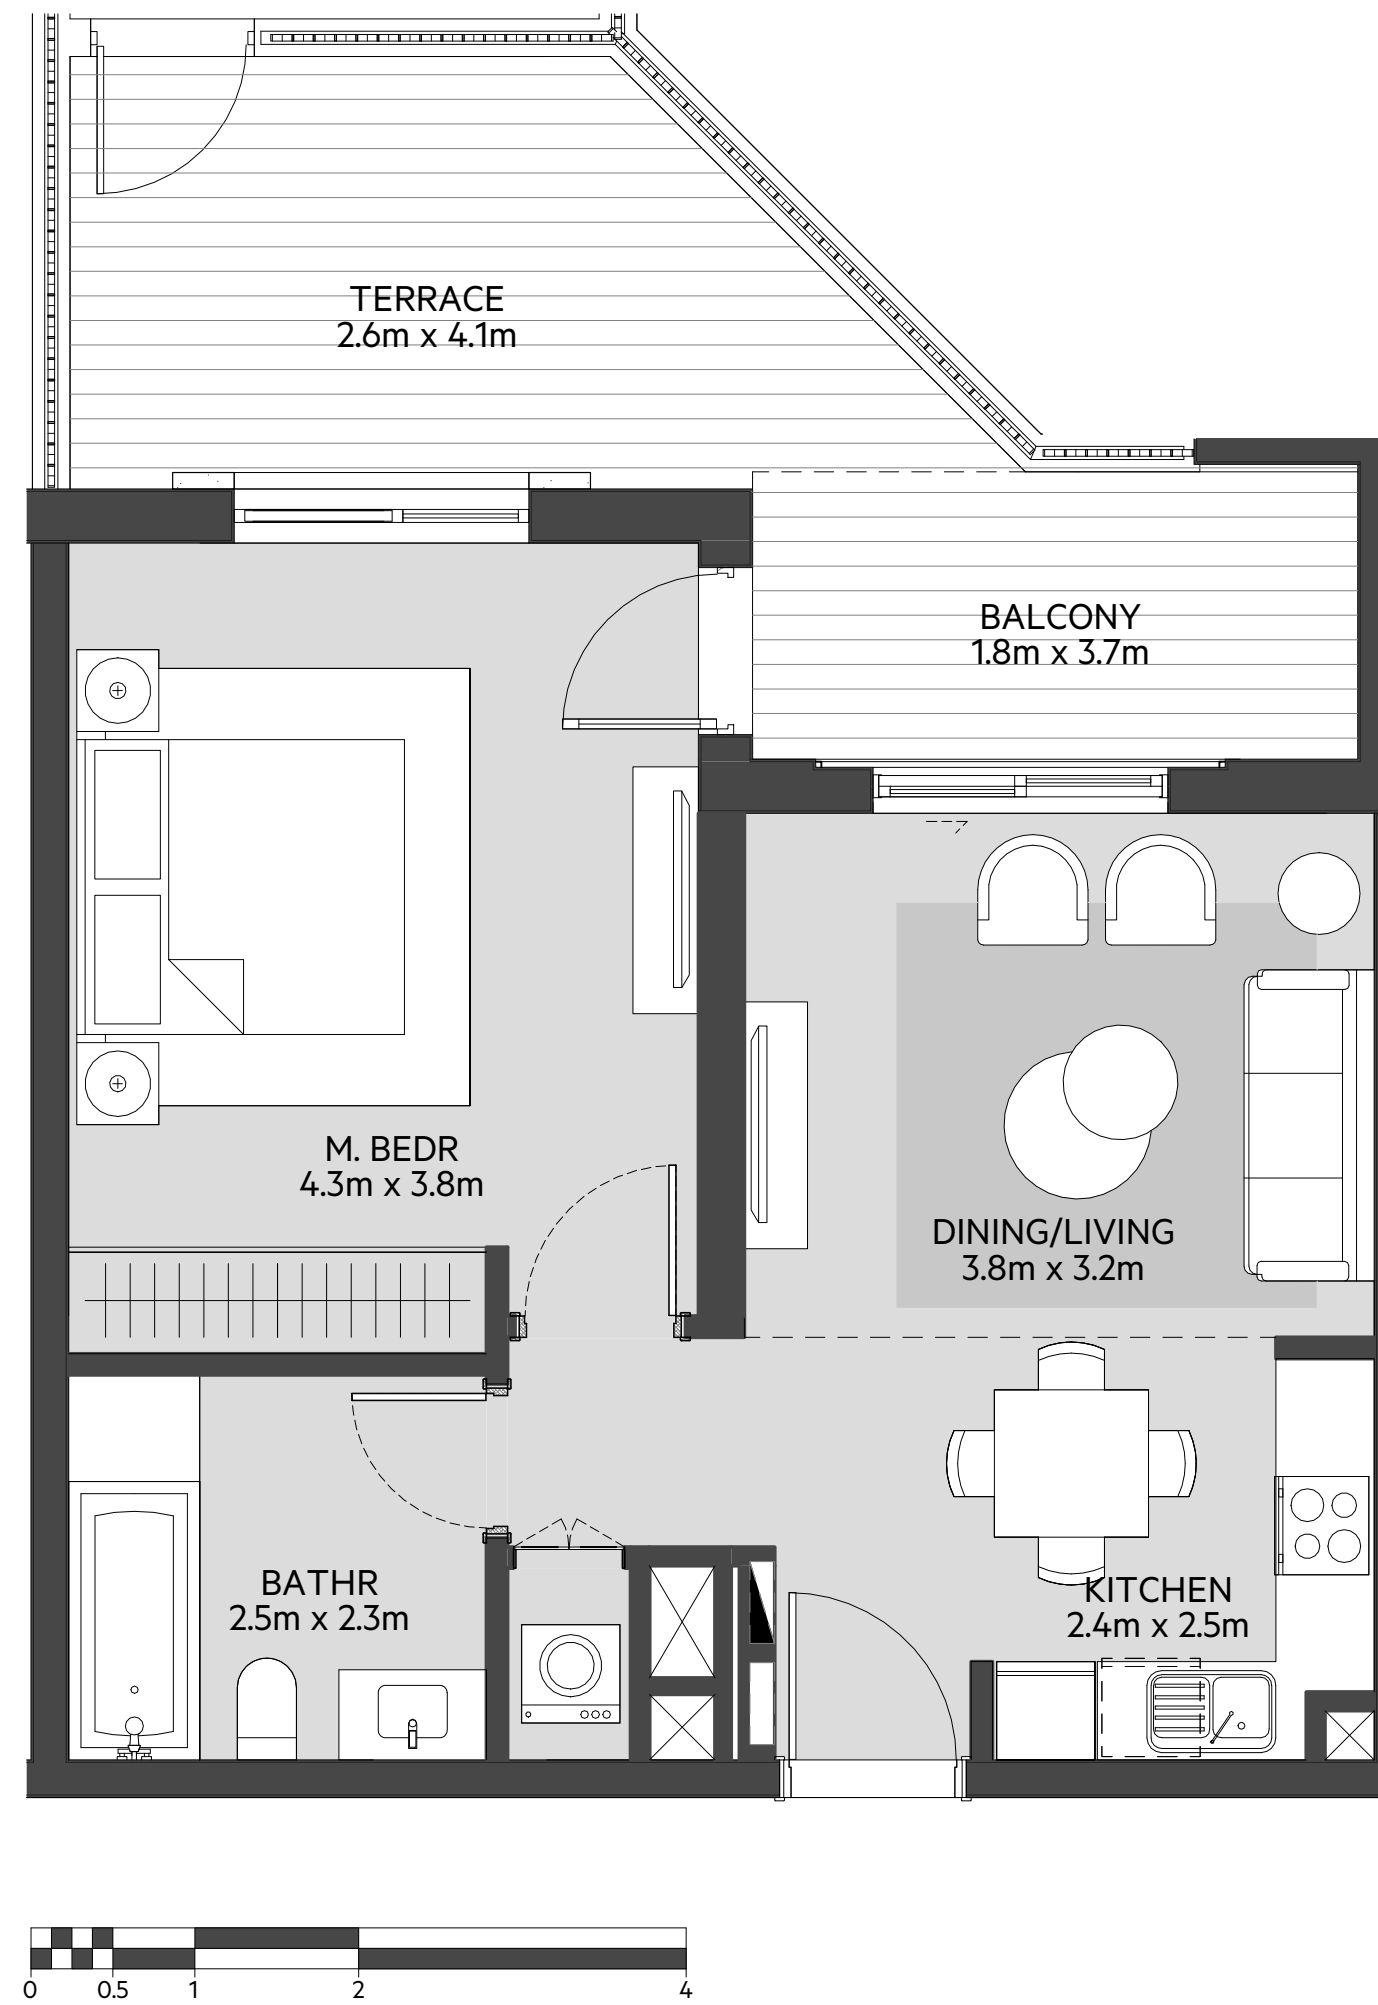 TERRACE
2.6m x 4.1m
BALCONY
1.8m x 3.7m
M. BEDR
4.3m x 3.8m
DINING/LIVING
3.8m x 3.2m
BATHR
2.5m x 2.3m
KITCHEN
2.4m x 2.5m
0 0.5 1 2 4